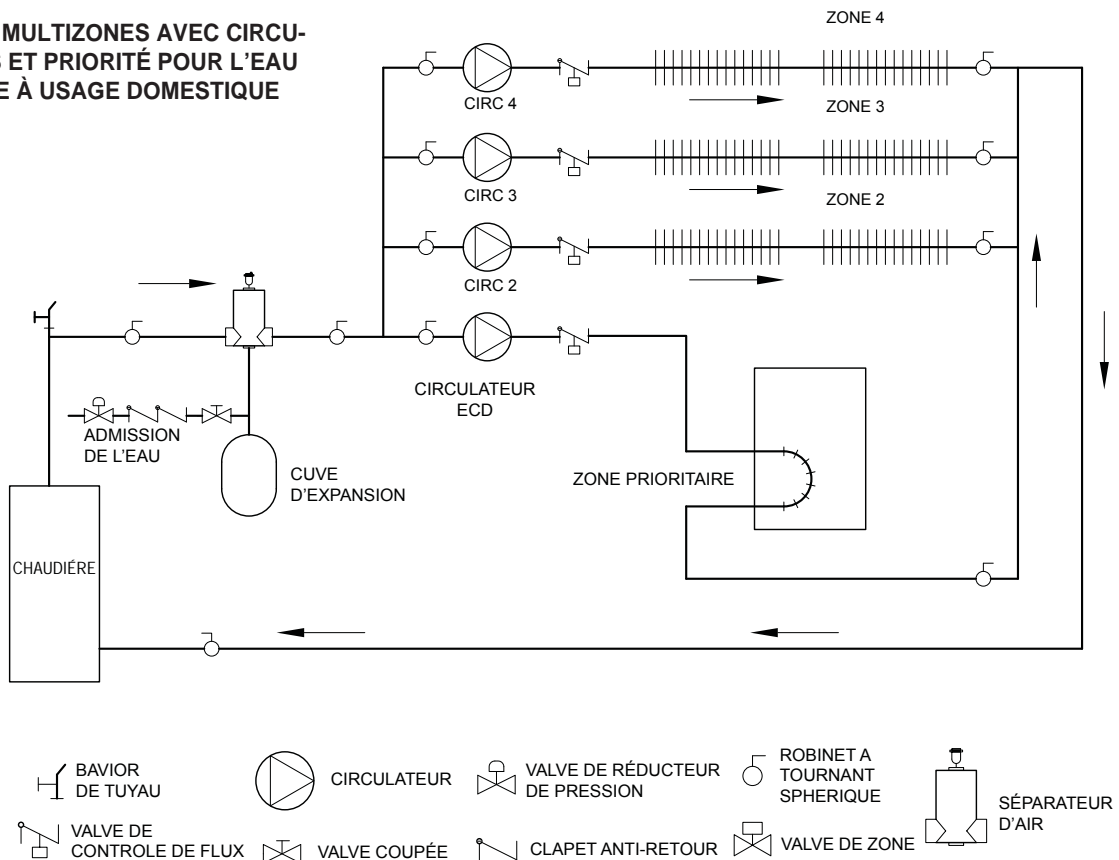 MULTIZONES AVEC CIRCU-
S ET PRIORITÉ POUR L'EAU
E À USAGE DOMESTIQUE
ZONE 4
CIRC 4
ZONE 3
CIRC 3
ZONE 2
CIRC 2
CIRCULATEUR
ECD
ADMISSION
DE L'EAU
CUVE
D'EXPANSION
ZONE PRIORITAIRE
CHAUDIÉRE
BAVIOR
DE TUYAU
CIRCULATEUR
VALVE DE RÉDUCTEUR
DE PRESSION
ROBINET A
TOURNANT
SPHERIQUE
SÉPARATEUR
D'AIR
VALVE DE
CONTROLE DE FLUX
VALVE COUPÉE
CLAPET ANTI-RETOUR
VALVE DE ZONE